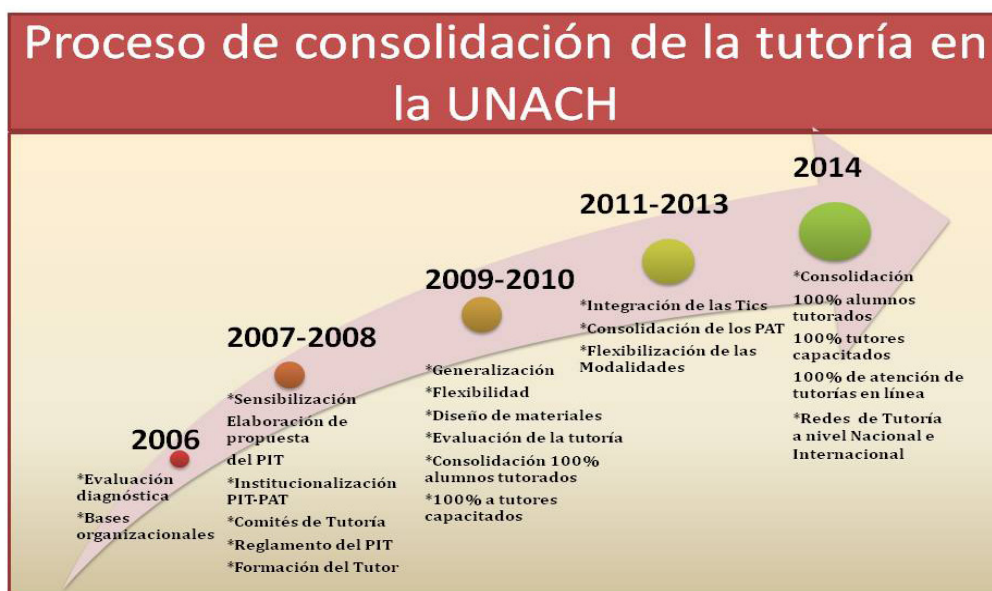 Proceso de consolidación de la tutoría en
la UNACH
2006
*Evaluación
diagnóstica
*Bases
organizacionales
2007-2008
*Sensibilización
Elaboración de
propuesta
del PIT
*Institucionalización
PIT-PAT
*Comités de Tutoría
*Reglamento del PIT
*Formación del Tutor
2009-2010
*Generalización
*Flexibilidad
*Diseño de materiales
*Evaluación de la tutoría
*Consolidación 100%
alumnos tutorados
*100% a tutores
capacitados
2011-2013
*Integración de las Tics
*Consolidación de los PAT
*Flexibilización de las
Modalidades
2014
*Consolidación
100% alumnos
tutorados
100% tutores
capacitados
100% de atención de
tutorías en línea
*Redes de Tutoría
a nivel Nacional e
Internacional